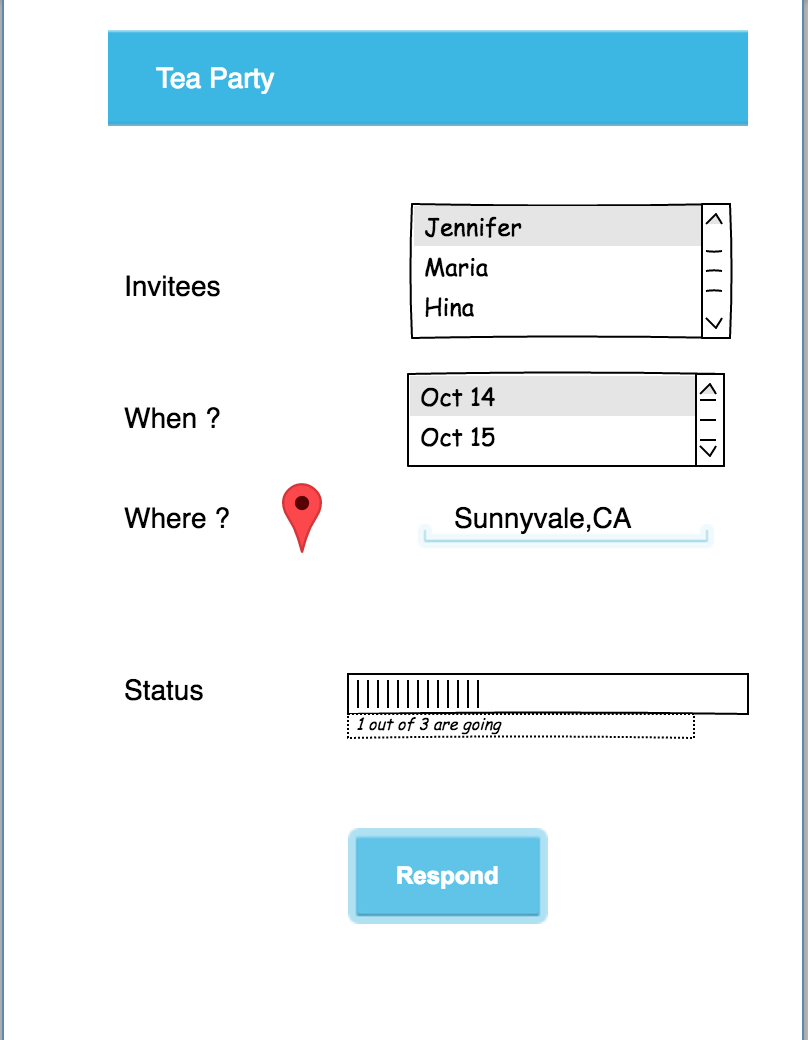 Tea Party
Invitees
Jennifer
Maria
Hina
When ?
Oct 14
Oct 15
Where ?
Sunnyvale,CA
Status
1 out of 3 are going
Respond